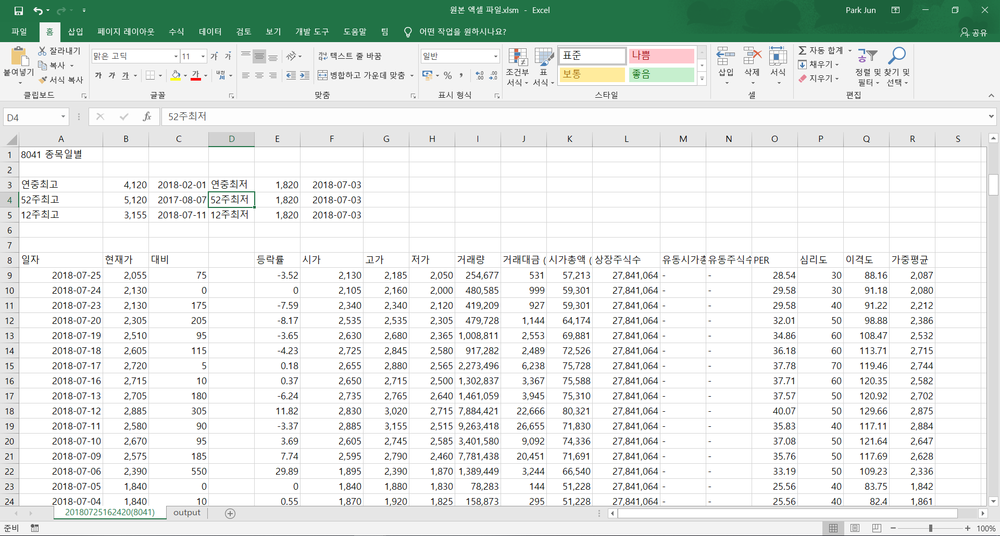 원본 엑셀 파일.xlsm - Excel
Park Jun
파일 홈 삽입 페이지 레이아웃 수식 데이터 검토 보기 개발 도구 도움말 팀 어떤 작업을 원하시나요? 공유
붙여넣기 잘라내기 복사 서식 복사 클립보드
맑은 고딕 11 가 가 가 가 가 가 내천 글꼴
텍스트 줄 바꿈 병합하고 가운데 맞춤 맞춤
일반 % 표시 형식
조건부 서식 표 서식 표준 나쁨 보통 좋음 스타일
삽입 삭제 서식 셀
자동 합계 채우기 지우기 정렬 및 필터 찾기 및 선택 편집
D4 fx 52주최저
A B C D E F G H I J K L M N O P Q R S
1 8041 종목일별
2
3 연중최고 4,120 2018-02-01 연중최저 1,820 2018-07-03
4 52주최고 5,120 2017-08-07 52주최저 1,820 2018-07-03
5 12주최고 3,155 2018-07-11 12주최저 1,820 2018-07-03
6
7
8 일자 현재가 대비 등락률 시가 고가 저가 거래량 거래대금 ( 시가총액 ( 상장주식수 유동시가총 유동주식수 PER 심리도 이격도 가중평균
9 2018-07-25 2,055 75 -3.52 2,130 2,185 2,050 254,677 531 57,213 27,841,064 - - 28.54 30 88.16 2,087
10 2018-07-24 2,130 0 0 2,105 2,160 2,000 480,585 999 59,301 27,841,064 - - 29.58 30 91.18 2,080
11 2018-07-23 2,130 175 -7.59 2,340 2,340 2,120 419,209 927 59,301 27,841,064 - - 29.58 40 91.22 2,212
12 2018-07-20 2,305 205 -8.17 2,535 2,535 2,305 479,728 1,144 64,174 27,841,064 - - 32.01 50 98.88 2,386
13 2018-07-19 2,510 95 -3.65 2,630 2,680 2,365 1,008,811 2,553 69,881 27,841,064 - - 34.86 60 108.47 2,532
14 2018-07-18 2,605 115 -4.23 2,725 2,845 2,580 917,282 2,489 72,526 27,841,064 - - 36.18 60 113.71 2,715
15 2018-07-17 2,720 5 0.18 2,655 2,880 2,565 2,273,496 6,238 75,728 27,841,064 - - 37.78 70 119.46 2,744
16 2018-07-16 2,715 10 0.37 2,650 2,715 2,500 1,302,837 3,367 75,588 27,841,064 - - 37.71 60 120.35 2,582
17 2018-07-13 2,705 180 -6.24 2,735 2,765 2,640 1,461,059 3,945 75,310 27,841,064 - - 37.57 50 120.92 2,702
18 2018-07-12 2,885 305 11.82 2,830 3,020 2,715 7,884,421 22,666 80,321 27,841,064 - - 40.07 50 129.66 2,875
19 2018-07-11 2,580 90 -3.37 2,885 3,155 2,515 9,263,418 26,655 71,830 27,841,064 - - 35.83 40 117.11 2,884
20 2018-07-10 2,670 95 3.69 2,605 2,745 2,585 3,401,580 9,092 74,336 27,841,064 - - 37.08 50 121.64 2,647
21 2018-07-09 2,575 185 7.74 2,595 2,790 2,460 7,781,438 20,451 71,691 27,841,064 - - 35.76 50 117.69 2,628
22 2018-07-06 2,390 550 29.89 1,895 2,390 1,870 1,389,449 3,244 66,540 27,841,064 - - 33.19 50 109.23 2,336
23 2018-07-05 1,840 0 0 1,840 1,880 1,830 78,283 144 51,228 27,841,064 - - 25.56 40 83.75 1,842
24 2018-07-04 1,840 10 0.55 1,870 1,920 1,825 158,873 295 51,228 27,841,064 - - 25.56 40 82.4 1,861
20180725162420(8041) output
준비 100%